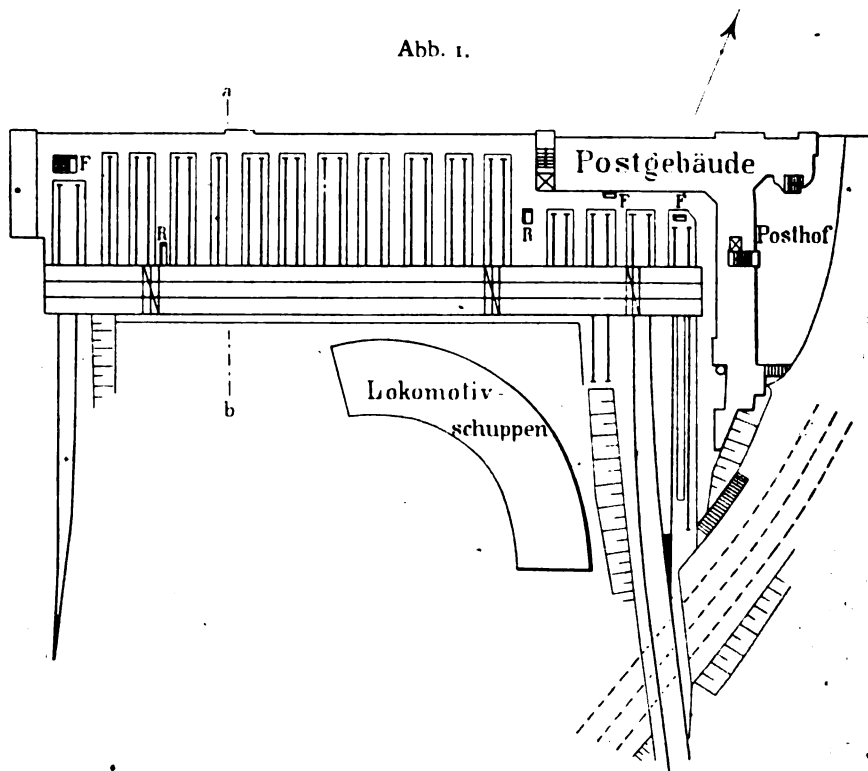 Abb. 1.
a
Postgebäude
F
F
F
R
R
Posthof
Lokomotiv-
schuppen
b